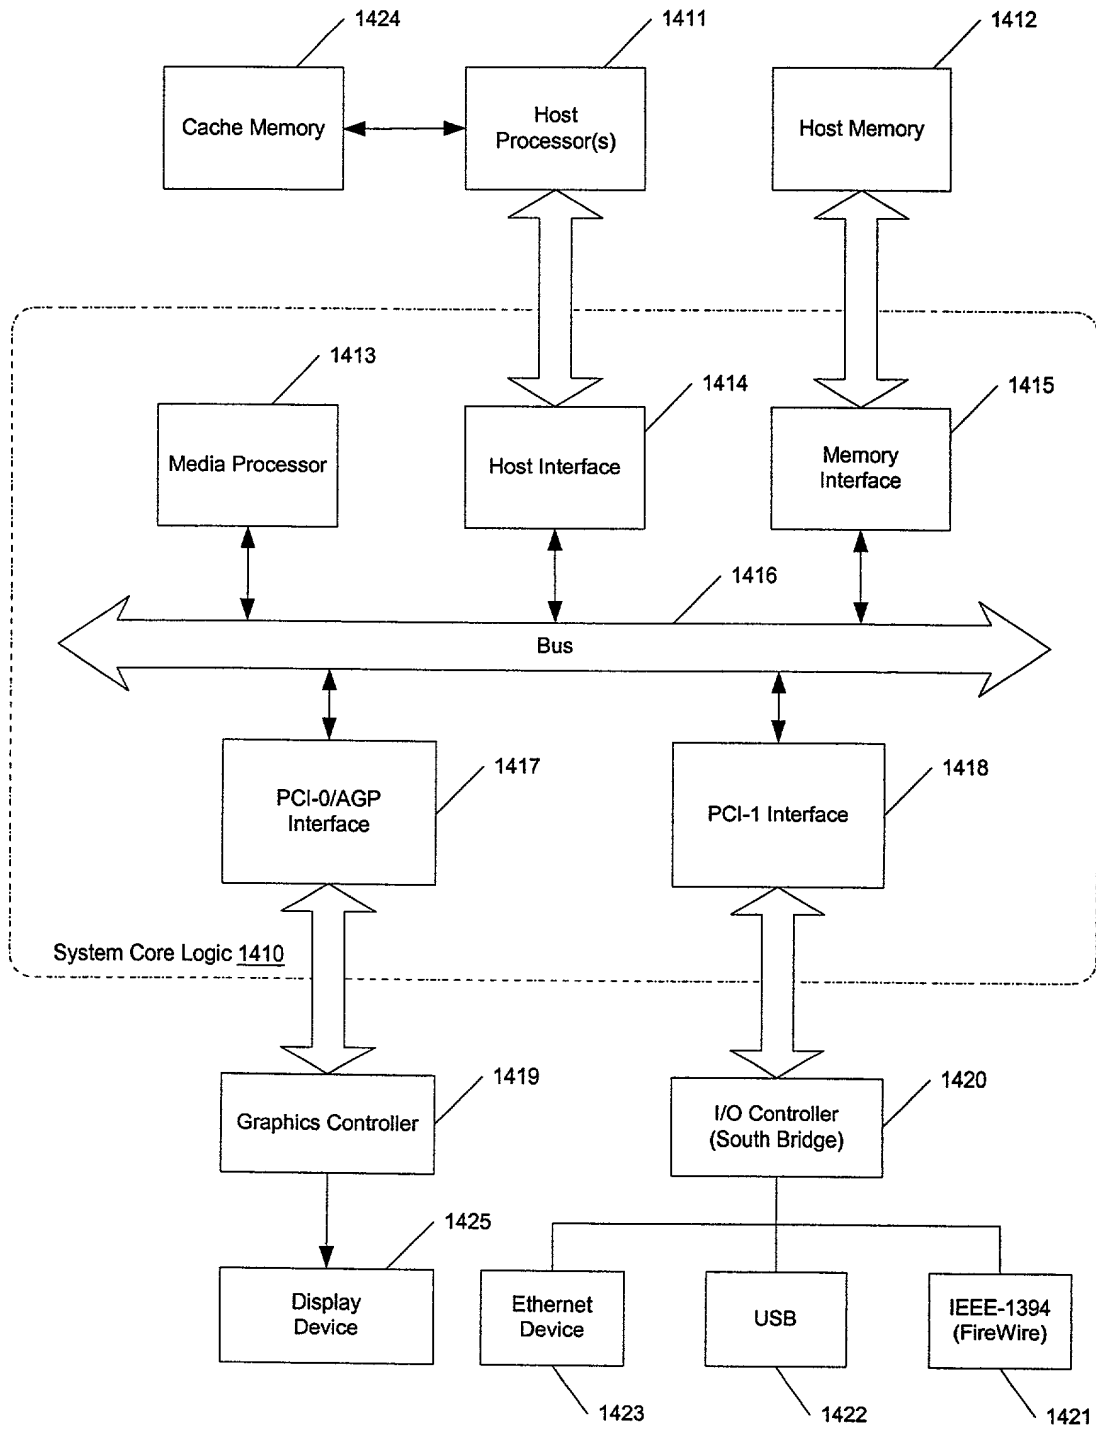 1424
1411
1412
Cache Memory
Host
Processor(s)
Host Memory
1413
1414
1415
Media Processor
Host Interface
Memory
Interface
1416
Bus
1417
1418
PCI-0/AGP
Interface
PCI-1 Interface
System Core Logic 1410
1419
1420
Graphics Controller
I/O Controller
(South Bridge)
1425
Display
Device
Ethernet
Device
USB
IEEE-1394
(FireWire)
1423
1422
1421